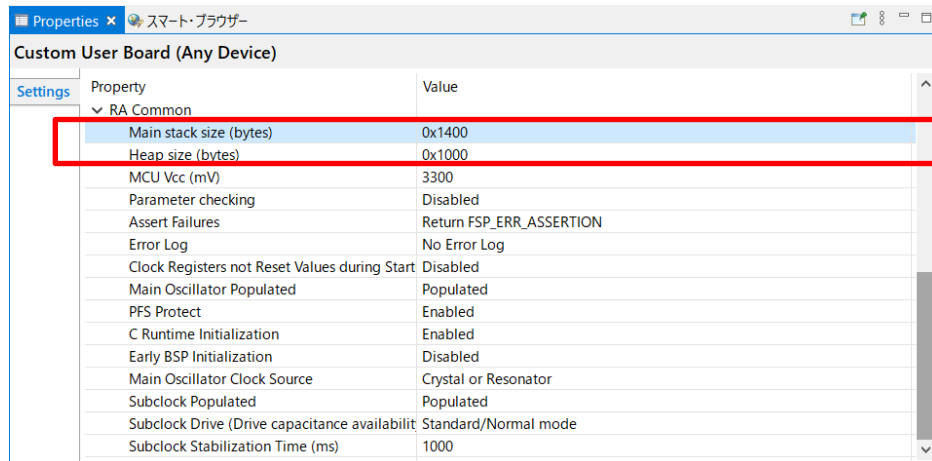 Properties スマート・ブラウザー
Custom User Board (Any Device)
Settings
Property Value
RA Common
Main stack size (bytes) 0x1400
Heap size (bytes) 0x1000
MCU Vcc (mV) 3300
Parameter checking Disabled
Assert Failures Return FSP_ERR_ASSERTION
Error Log No Error Log
Clock Registers not Reset Values during Start Disabled
Main Oscillator Populated Populated
PFS Protect Enabled
C Runtime Initialization Enabled
Early BSP Initialization Disabled
Main Oscillator Clock Source Crystal or Resonator
Subclock Populated Populated
Subclock Drive (Drive capacitance availabilit Standard/Normal mode
Subclock Stabilization Time (ms) 1000